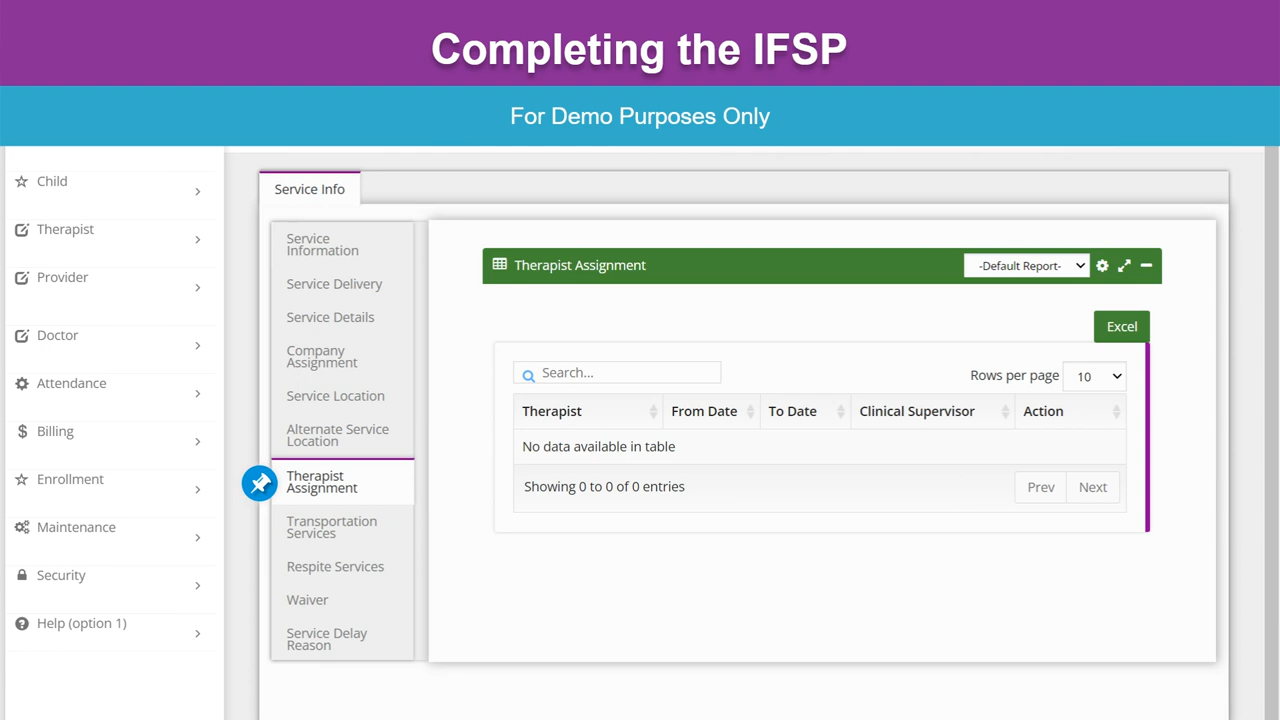 Completing the IFSP
For Demo Purposes Only
Child
Therapist
Provider
Doctor
Attendance
Billing
Enrollment
Maintenance
Security
Help (option 1)
Service Info
Service
Information
Service Delivery
Service Details
Company
Assignment
Service Location
Alternate Service
Location
Therapist
Assignment
Transportation
Services
Respite Services
Waiver
Service Delay
Reason
Therapist Assignment
-Default Report-
Excel
Search...
Rows per page 10
Therapist From Date To Date Clinical Supervisor Action
No data available in table
Showing 0 to 0 of 0 entries
Prev Next